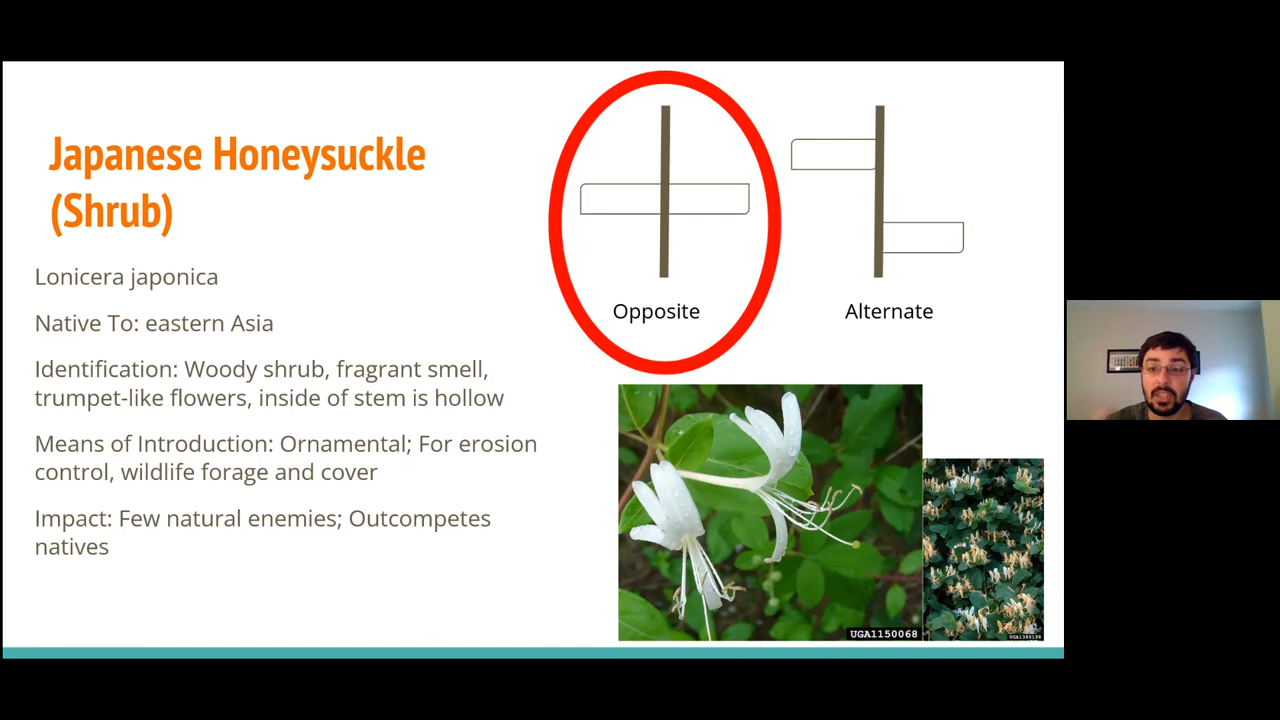 Japanese Honeysuckle
(Shrub)
Lonicera japonica
Native To: eastern Asia
Identification: Woody shrub, fragrant smell,
trumpet-like flowers, inside of stem is hollow
Means of Introduction: Ornamental; For erosion
control, wildlife forage and cover
Impact: Few natural enemies; Outcompetes
natives
Opposite
Alternate
UGA1150068